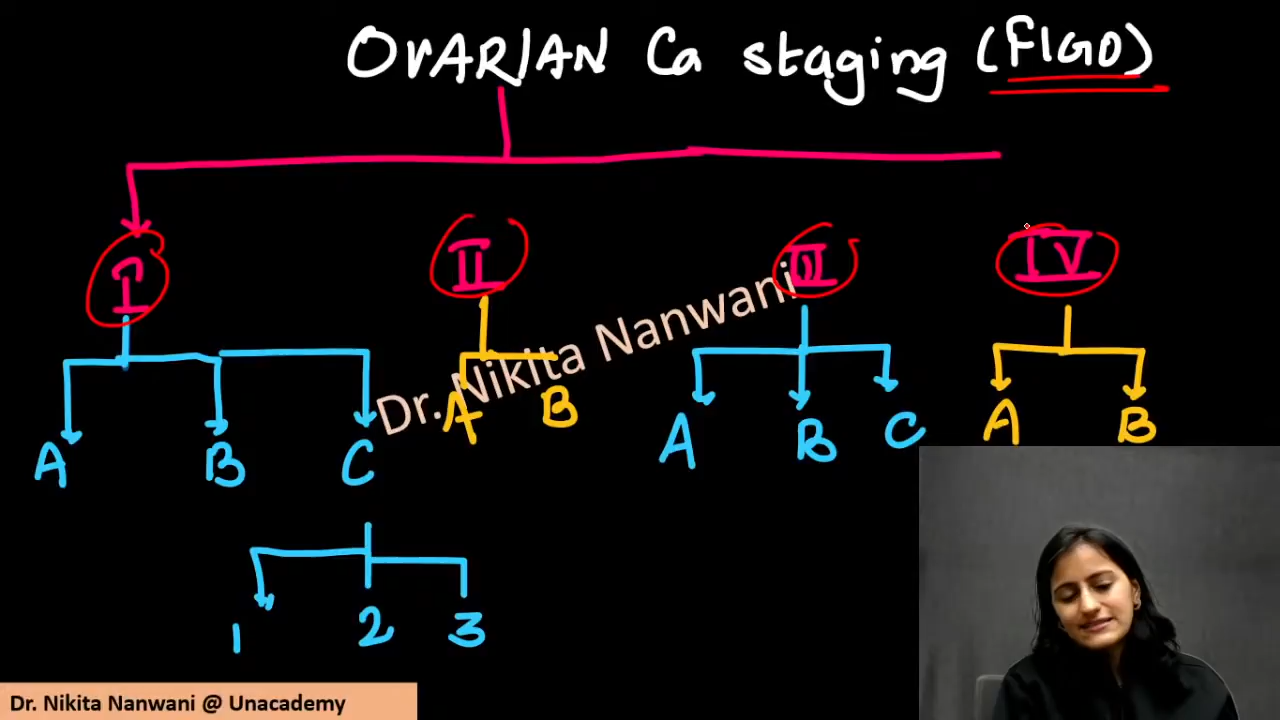 OVARIAN Ca staging (FIGO)
I II III IV
A B C A B A B C A B
1 2 3
Dr. Nikita Nanwani
Dr. Nikita Nanwani @ Unacademy